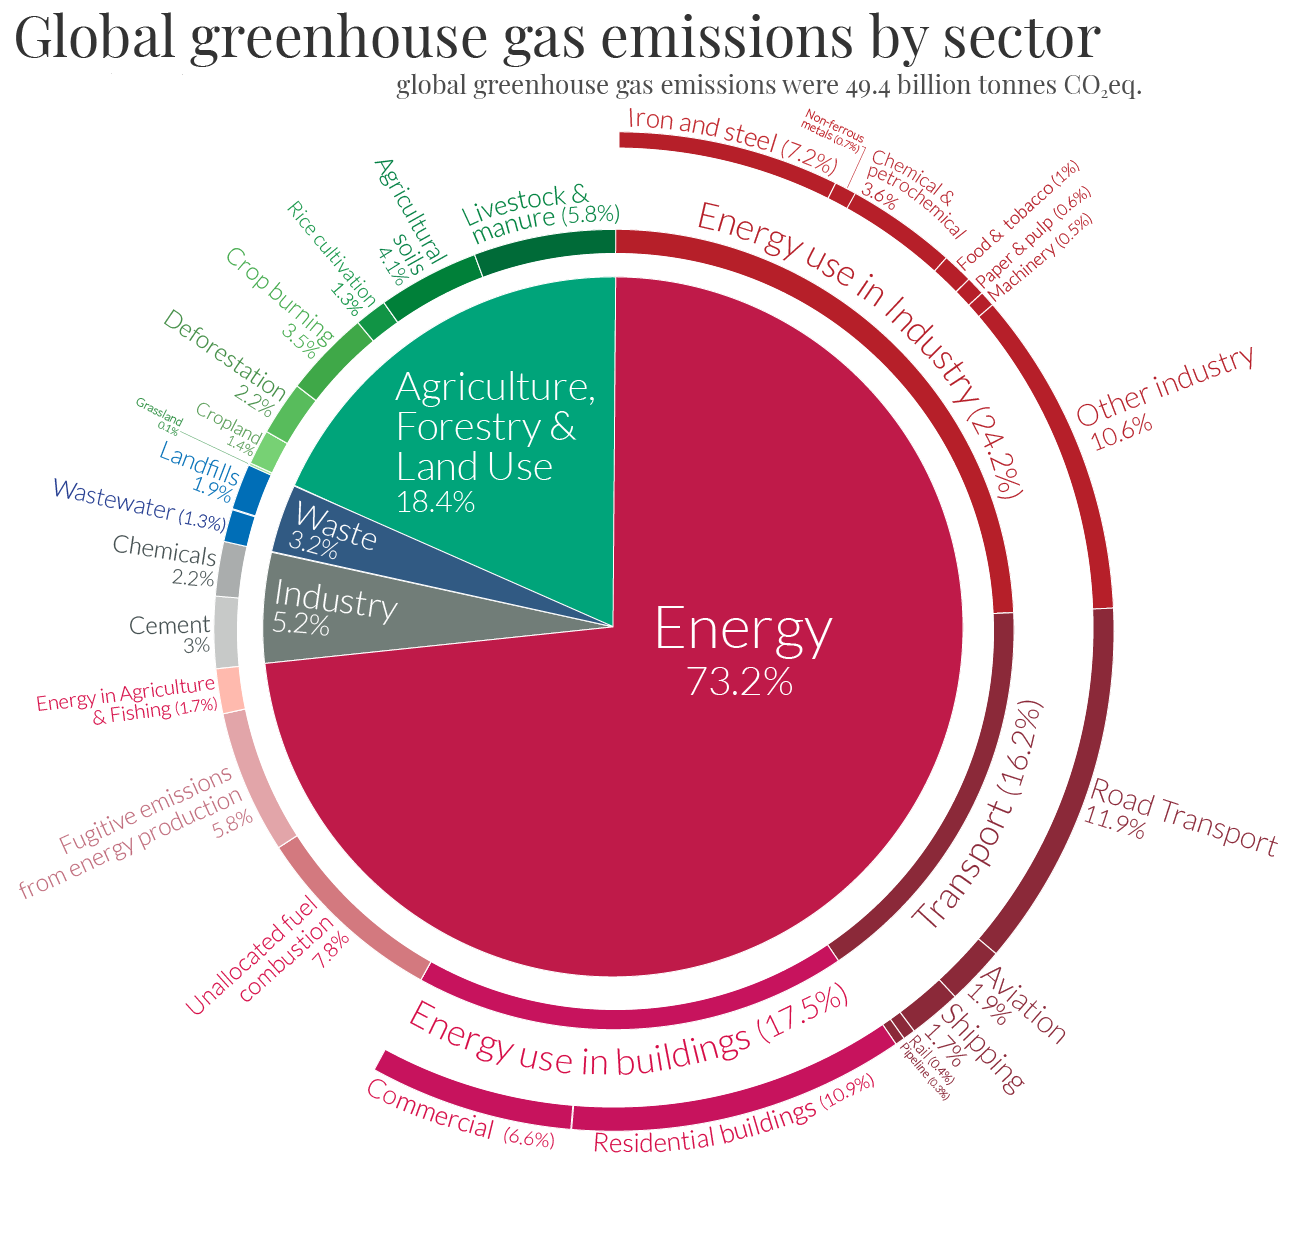 Global greenhouse gas emissions by sector
global greenhouse gas emissions were 49.4 billion tonnes CO₂eq.
Iron and steel (7.2%)
Non-ferrous
metals (0.7%)
Chemical &
petrochemical
3.6%
Food & tobacco (1%)
Paper & pulp (0.6%)
Machinery (0.5%)
Other industry
10.6%
Energy use in Industry (24.2%)
Road Transport
11.9%
Transport (16.2%)
Aviation
1.9%
Shipping
1.7%
Rail (0.4%)
Pipeline (0.3%)
Energy use in buildings (17.5%)
Residential buildings (10.9%)
Commercial (6.6%)
Unallocated fuel
combustion
7.8%
Fugitive emissions
from energy production
5.8%
Energy in Agriculture
& Fishing (1.7%)
Cement
3%
Chemicals
2.2%
Wastewater (1.3%)
Landfills
1.9%
Grassland
0.1%
Cropland
1.4%
Deforestation
2.2%
Crop burning
3.5%
Rice cultivation
1.3%
Agricultural
soils
4.1%
Livestock &
manure (5.8%)
Agriculture,
Forestry &
Land Use
18.4%
Waste
3.2%
Industry
5.2%
Energy
73.2%